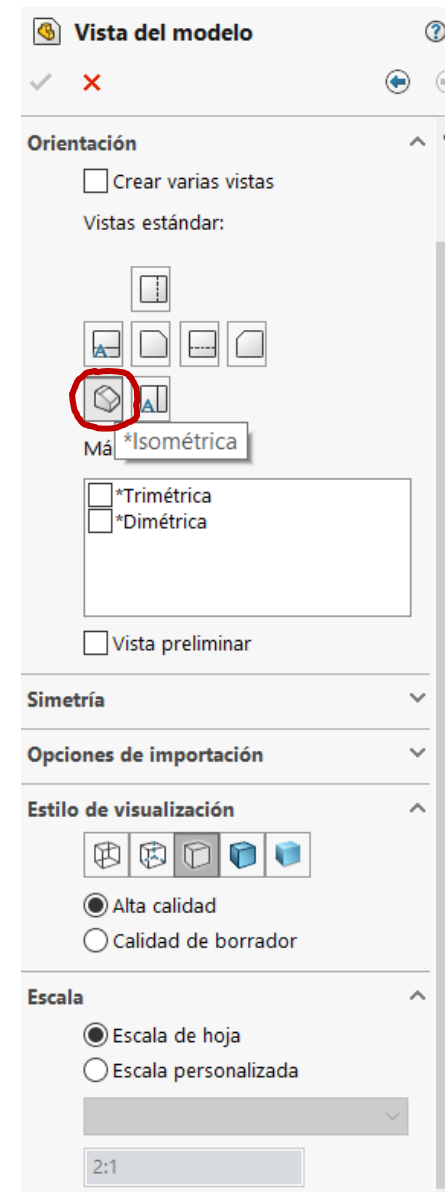 Vista del modelo
Orientación
Crear varias vistas
Vistas estándar:
A
A
*Isométrica
Má
*Trimétrica
*Dimétrica
Vista preliminar
Simetría
Opciones de importación
Estilo de visualización
Alta calidad
Calidad de borrador
Escala
Escala de hoja
Escala personalizada
2:1